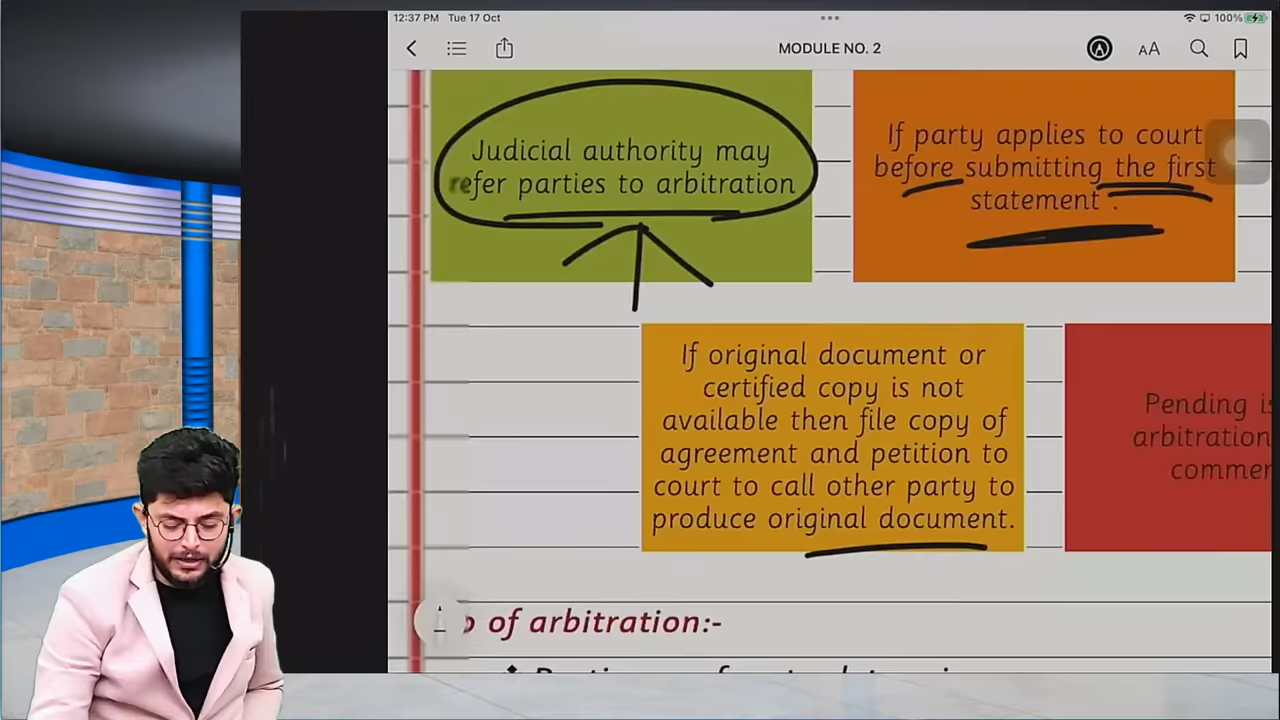 12:37 PM Tue 17 Oct
100%
MODULE NO. 2
AA
Judicial authority may
refer parties to arbitration
If party applies to court
before submitting the first
statement .
If original document or
certified copy is not
available then file copy of
agreement and petition to
court to call other party to
produce original document.
Pending
arbitration
of arbitration:-